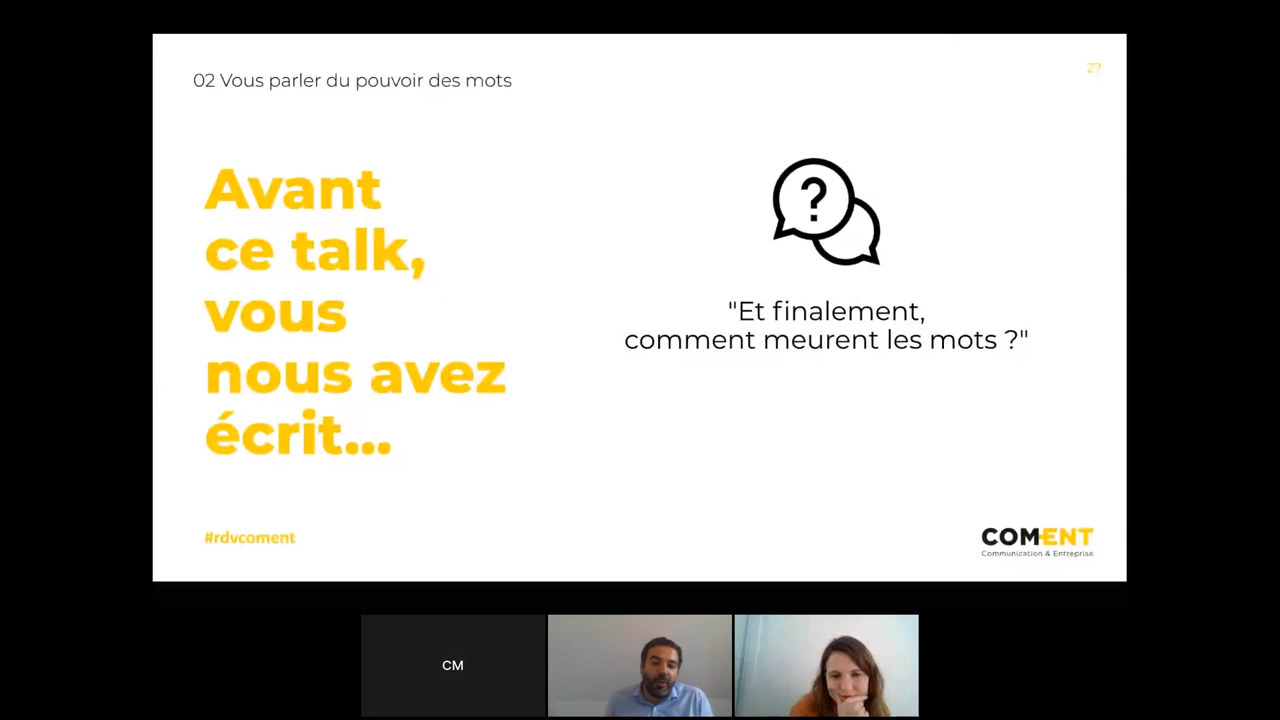 02 Vous parler du pouvoir des mots
27
Avant
ce talk,
vous
nous avez
écrit...
?
"Et finalement,
comment meurent les mots ?"
#rdvcoment
COMENT
Communication & Entreprise
CM